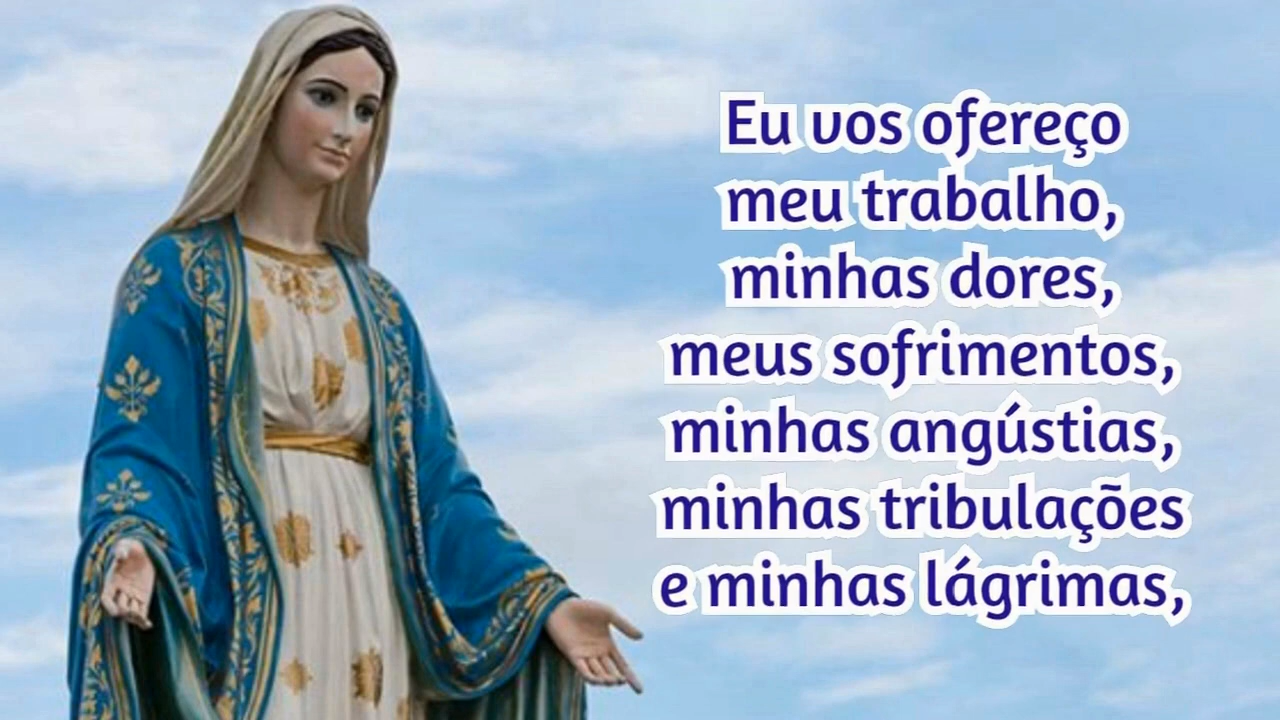 Eu vos ofereço
meu trabalho,
minhas dores,
meus sofrimentos,
minhas angústias,
minhas tribulações
e minhas lágrimas,